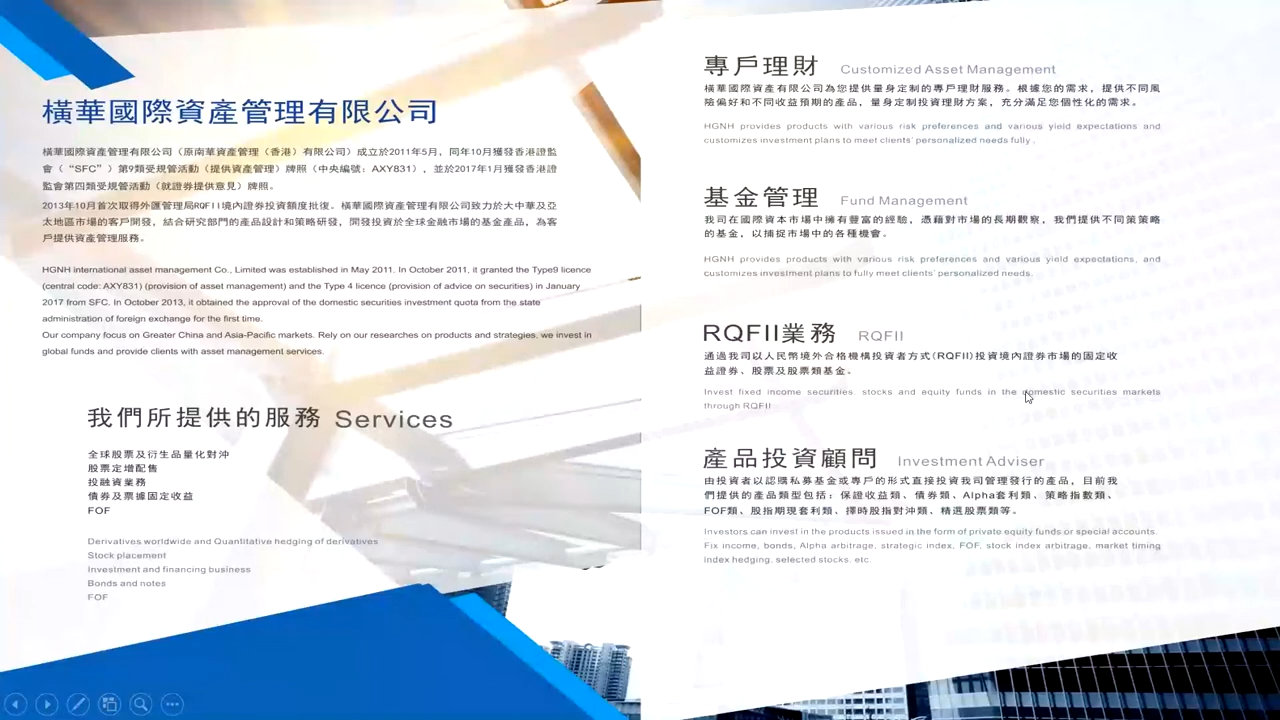 橫華國際資產管理有限公司
橫華國際資產管理有限公司（原南華資產管理（香港）有限公司）成立於2011年5月，同年10月獲發香港證監
會（“SFC”）第9類受規管活動（提供資產管理）牌照（中央編號：AXY831），並於2017年1月獲發香港證
監會第四類受規管活動（就證券提供意見）牌照。
2013年10月首次取得外匯管理局RQFII境內證券投資額度批復。橫華國際資產管理有限公司致力於大中華及亞
太地區市場的客戶開發，結合研究部門的產品設計和策略研發，開發投資於全球金融市場的基金產品，為客
戶提供資產管理服務。
HGNH international asset management Co., Limited was established in May 2011. In October 2011, it granted the Type9 licence
(central code: AXY831) (provision of asset management) and the Type 4 licence (provision of advice on securities) in January
2017 from SFC. In October 2013, it obtained the approval of the domestic securities investment quota from the state
administration of foreign exchange for the first time.
Our company focus on Greater China and Asia-Pacific markets. Rely on our researches on products and strategies, we invest in
global funds and provide clients with asset management services.
我們所提供的服務 Services
全球股票及衍生品量化對沖
股票定增配售
投融資業務
債券及票據固定收益
FOF
Derivatives worldwide and Quantitative hedging of derivatives
Stock placement
Investment and financing business
Bonds and notes
FOF
專戶理財 Customized Asset Management
橫華國際資產管理有限公司為您提供量身定制的專戶理財服務。根據您的需求，提供不同風
險偏好和不同收益預期的產品，量身定制投資理財方案，充分滿足您個性化的需求。
HGNH provides products with various risk preferences and various yield expectations and
customizes investment plans to meet clients' personalized needs fully .
基金管理 Fund Management
我司在國際資本市場中擁有豐富的經驗，憑藉對市場的長期觀察，我們提供不同策策略
的基金，以捕捉市場中的各種機會。
HGNH provides products with various risk preferences and various yield expectations, and
customizes investment plans to fully meet clients' personalized needs.
RQFII業務 RQFII
通過我司以人民幣境外合格機構投資者方式(RQFII)投資境內證券市場的固定收
益證券、股票及股票類基金。
Invest fixed income securities, stocks and equity funds in the domestic securities markets
through RQFII.
產品投資顧問 Investment Adviser
由投資者以認購私募基金或專戶的形式直接投資我司管理發行的產品，目前我
們提供的產品類型包括：保證收益類、債券類、Alpha套利類、策略指數類、
FOF類、股指期現套利類、擇時股指對沖類、精選股票類等。
Investors can invest in the products issued in the form of private equity funds or special accounts.
Fix income, bonds, Alpha arbitrage, strategic index, FOF, stock index arbitrage, market timing
index hedging, selected stocks, etc.